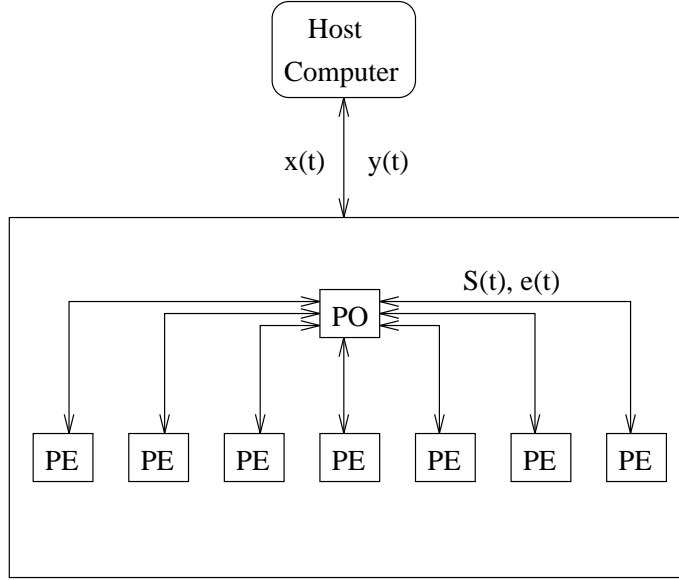 Host
Computer
x(t) y(t)
S(t), e(t)
PO
PE PE PE PE PE PE PE